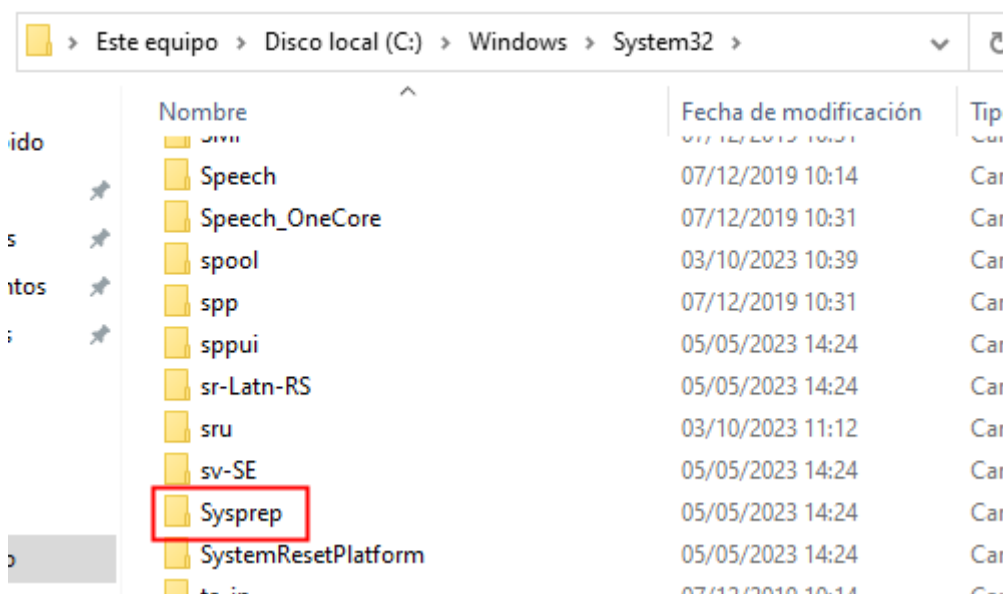 Este equipo > Disco local (C:) > Windows > System32 >
Nombre Fecha de modificación
Speech 07/12/2019 10:14
Speech_OneCore 07/12/2019 10:31
spool 03/10/2023 10:39
spp 07/12/2019 10:31
sppui 05/05/2023 14:24
sr-Latn-RS 05/05/2023 14:24
sru 03/10/2023 11:12
sv-SE 05/05/2023 14:24
Sysprep 05/05/2023 14:24
SystemResetPlatform 05/05/2023 14:24